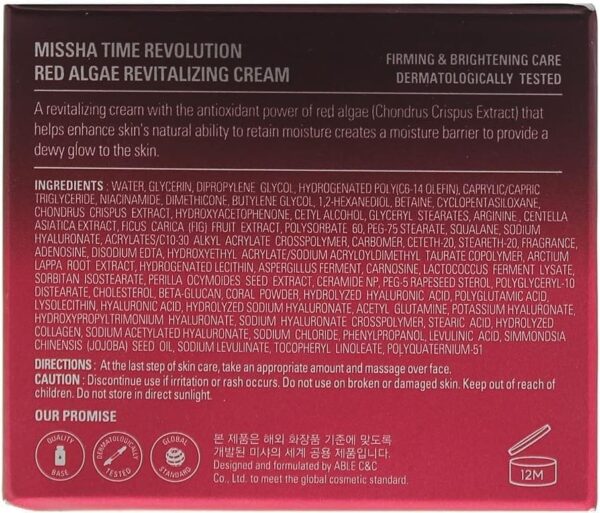 MISSHA TIME REVOLUTION
RED ALGAE REVITALIZING CREAM
FIRMING & BRIGHTENING CARE
DERMATOLOGICALLY TESTED
A revitalizing cream with the antioxidant power of red algae (Chondrus Crispus Extract) that
helps enhance skin's natural ability to retain moisture creates a moisture barrier to provide a
dewy glow to the skin.
INGREDIENTS : WATER, GLYCERIN, DIPROPYLENE GLYCOL, HYDROGENATED POLY(C6-14 OLEFIN), CAPRYLIC/CAPRIC
TRIGLYCERIDE, NIACINAMIDE, DIMETHICONE, BUTYLENE GLYCOL, 1,2-HEXANEDIOL, BETAINE, CYCLOPENTASILOXANE,
CHONDRUS CRISPUS EXTRACT, HYDROXYACETOPHENONE, CETYL ALCOHOL, GLYCERYL STEARATES, ARGININE , CENTELLA
ASIATICA EXTRACT, FICUS CARICA (FIG) FRUIT EXTRACT, POLYSORBATE 60, PEG-75 STEARATE, SQUALANE, SODIUM
HYALURONATE, ACRYLATES/C10-30 ALKYL ACRYLATE CROSSPOLYMER, CARBOMER, CETETH-20, STEARETH-20, FRAGRANCE,
ADENOSINE, DISODIUM EDTA, HYDROXYETHYL ACRYLATE/SODIUM ACRYLOYLDIMETHYL TAURATE COPOLYMER, ARCTIUM
LAPPA ROOT EXTRACT, HYDROGENATED LECITHIN, ASPERGILLUS FERMENT, CARNOSINE, LACTOCOCCUS FERMENT LYSATE,
SORBITAN ISOSTEARATE, PERILLA OCYMOIDES SEED EXTRACT, CERAMIDE NP, PEG-5 RAPESEED STEROL, POLYGLYCERYL-10
DISTEARATE, CHOLESTEROL, BETA-GLUCAN, CORAL POWDER, HYDROLYZED HYALURONIC ACID, POLYGLUTAMIC ACID,
LYSOLECITHIN, HYALURONIC ACID, HYDROLYZED SODIUM HYALURONATE, ACETYL GLUTAMINE, POTASSIUM HYALURONATE,
HYDROXYPROPYLTRIMONIUM HYALURONATE, SODIUM HYALURONATE CROSSPOLYMER, STEARIC ACID, HYDROLYZED
COLLAGEN, SODIUM ACETYLATED HYALURONATE, SODIUM CHLORIDE, PHENYLPROPANOL, LEVULINIC ACID, SIMMONDSIA
CHINENSIS (JOJOBA) SEED OIL, SODIUM LEVULINATE, TOCOPHERYL LINOLEATE, POLYQUATERNIUM-51
DIRECTIONS : At the last step of skin care, take an appropriate amount and massage over face.
CAUTION : Discontinue use if irritation or rash occurs. Do not use on broken or damaged skin. Keep out of reach of
children. Do not store in direct sunlight.
OUR PROMISE
QUALITY
BASE
DERMATOLOGICALLY
TESTED
GLOBAL
STANDARD
본 제품은 해외 화장품 기준에 맞도록
개발된 미샤의 세계 공용 제품입니다.
Designed and formulated by ABLE C&C
Co., Ltd. to meet the global cosmetic standard.
12M